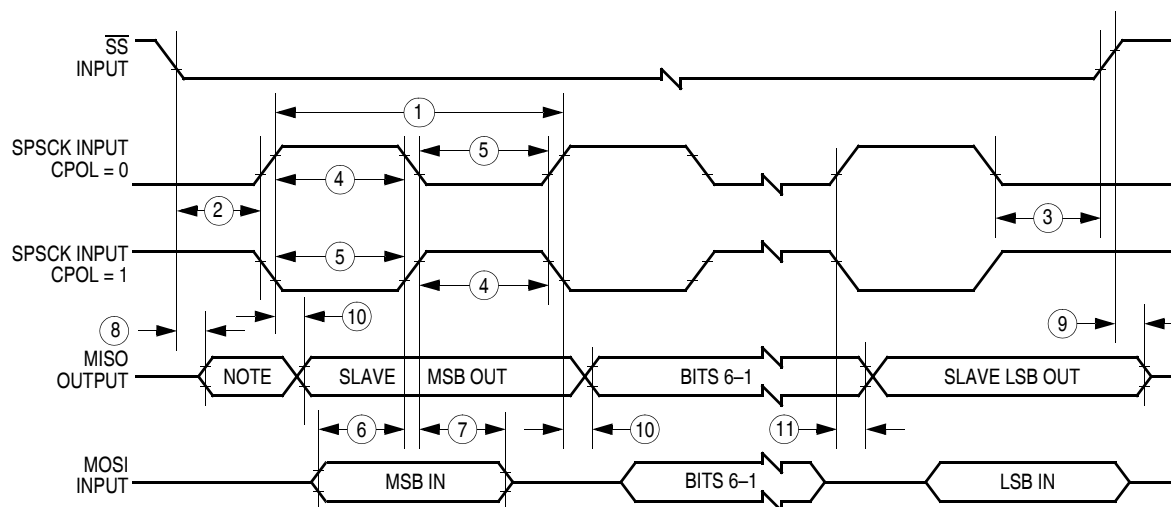 SS
INPUT
1
SPSCK INPUT
CPOL = 0
5
4
2
3
SPSCK INPUT
CPOL = 1
5
4
8
10
9
MISO
OUTPUT
NOTE
SLAVE MSB OUT
BITS 6–1
SLAVE LSB OUT
6
7
10
11
MOSI
INPUT
MSB IN
BITS 6–1
LSB IN